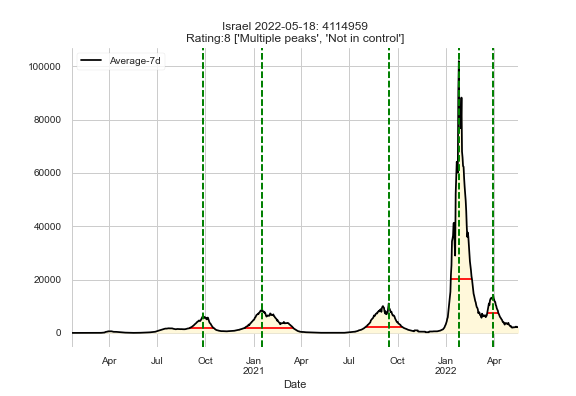 Israel 2022-05-18: 4114959
Rating:8 ['Multiple peaks', 'Not in control']
Average-7d
100000
80000
60000
40000
20000
0
Apr Jul Oct Jan Apr Jul Oct Jan Apr
2021 2022
Date